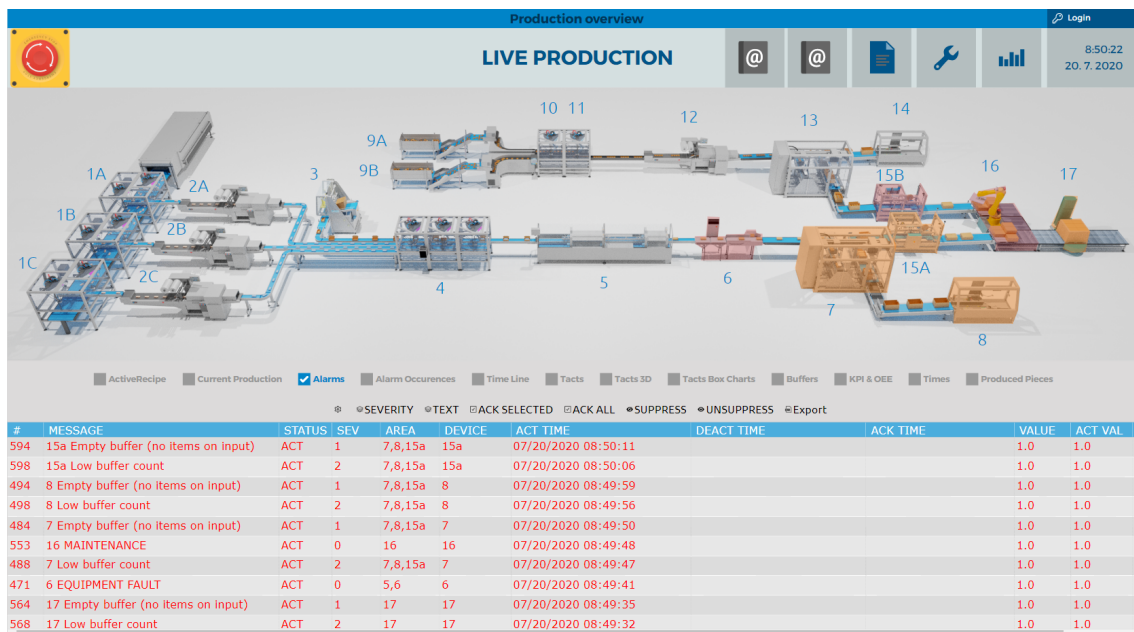 Production overview
Login
LIVE PRODUCTION
@
@
8:50:22
20. 7. 2020
10 11
14
12
13
9A
9B
3
1A
2A
15B
16
17
1B
2B
1C
2C
15A
4
5
6
7
8
ActiveRecipe Current Production Alarms Alarm Occurences Time Line Tacts Tacts 3D Tacts Box Charts Buffers KPI & OEE Times Produced Pieces
SEVERITY TEXT ACK SELECTED ACK ALL SUPPRESS UNSUPPRESS Export
# MESSAGE STATUS SEV AREA DEVICE ACT TIME DEACT TIME ACK TIME VALUE ACT VAL
594 15a Empty buffer (no items on input) ACT 1 7,8,15a 15a 07/20/2020 08:50:11 1.0 1.0
598 15a Low buffer count ACT 2 7,8,15a 15a 07/20/2020 08:50:06 1.0 1.0
494 8 Empty buffer (no items on input) ACT 1 7,8,15a 8 07/20/2020 08:49:59 1.0 1.0
498 8 Low buffer count ACT 2 7,8,15a 8 07/20/2020 08:49:56 1.0 1.0
484 7 Empty buffer (no items on input) ACT 1 7,8,15a 7 07/20/2020 08:49:50 1.0 1.0
553 16 MAINTENANCE ACT 0 16 16 07/20/2020 08:49:48 1.0 1.0
488 7 Low buffer count ACT 2 7,8,15a 7 07/20/2020 08:49:47 1.0 1.0
471 6 EQUIPMENT FAULT ACT 0 5,6 6 07/20/2020 08:49:41 1.0 1.0
564 17 Empty buffer (no items on input) ACT 1 17 17 07/20/2020 08:49:35 1.0 1.0
568 17 Low buffer count ACT 2 17 17 07/20/2020 08:49:32 1.0 1.0